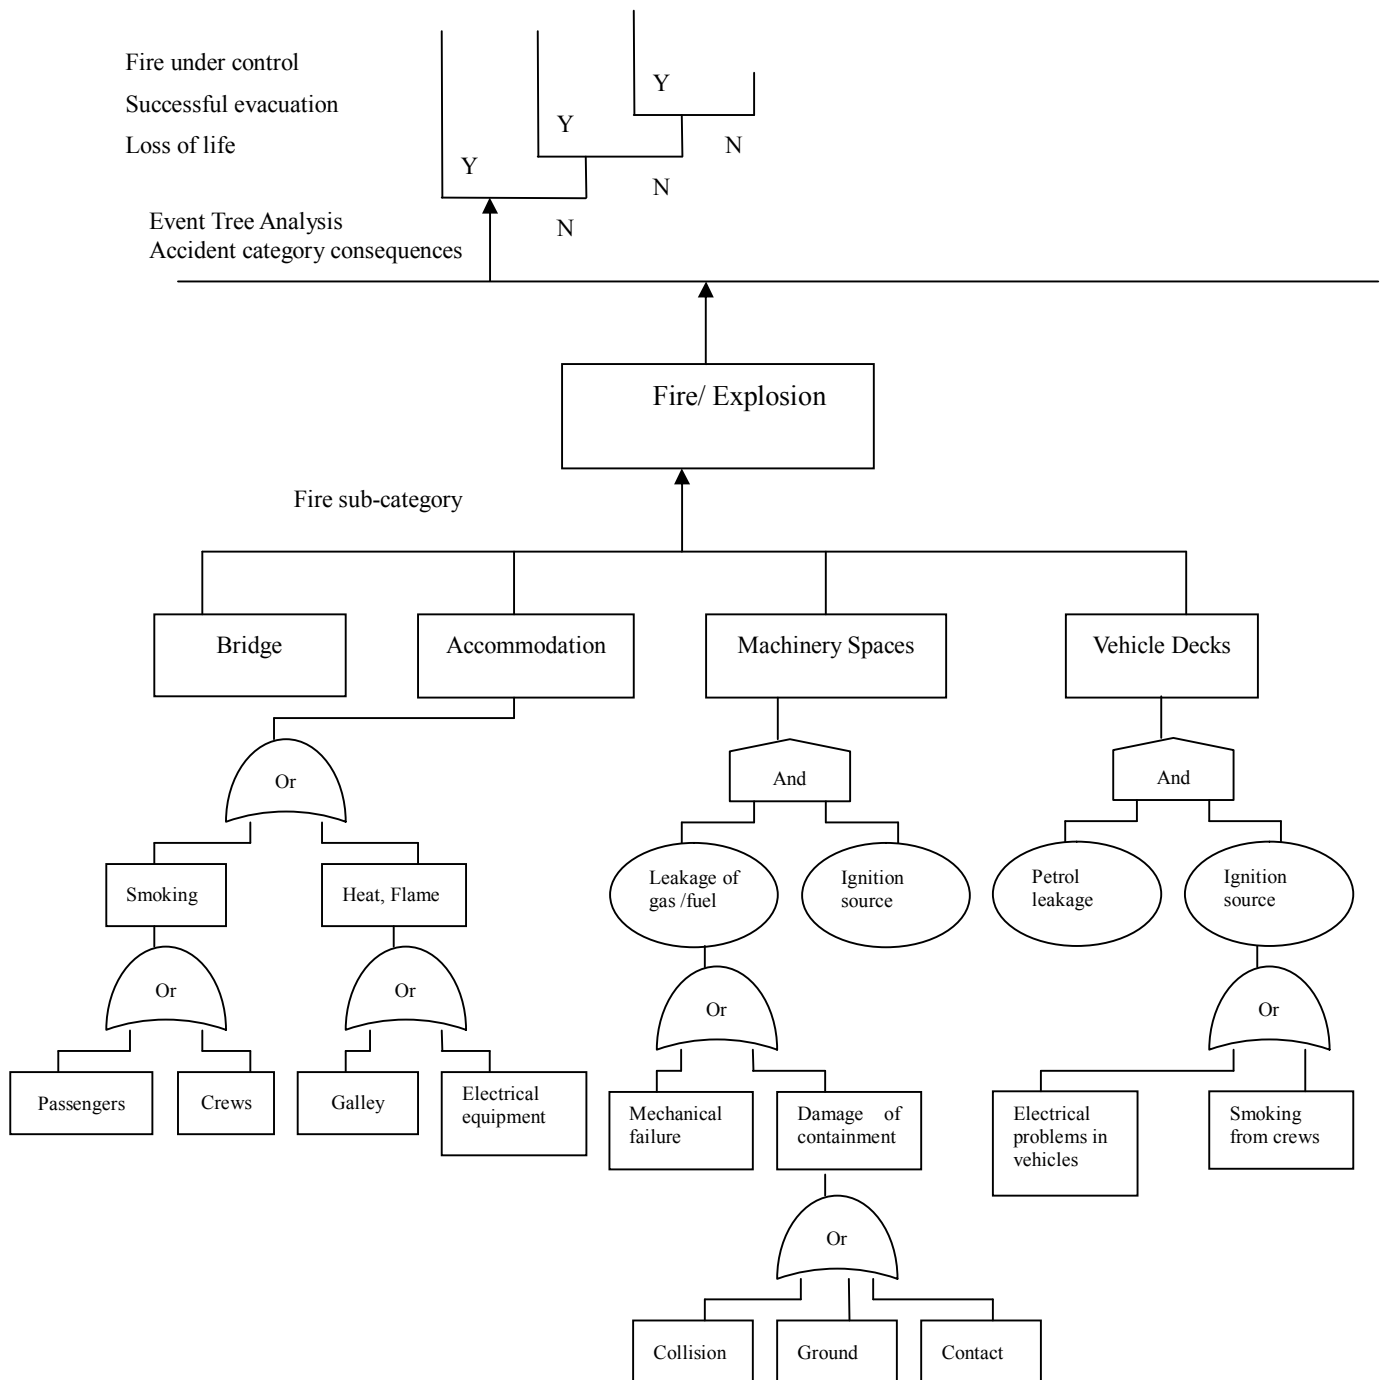 Fire under control
Successful evacuation
Loss of life
Y
Y
N
Y
N
N
Event Tree Analysis
Accident category consequences
Fire/ Explosion
Fire sub-category
Bridge
Accommodation
Machinery Spaces
Vehicle Decks
Or
And
And
Smoking
Heat, Flame
Leakage of
gas /fuel
Ignition
source
Petrol
leakage
Ignition
source
Or
Or
Or
Or
Passengers
Crews
Galley
Electrical
equipment
Mechanical
failure
Damage of
containment
Electrical
problems in
vehicles
Smoking
from crews
Or
Collision
Ground
Contact